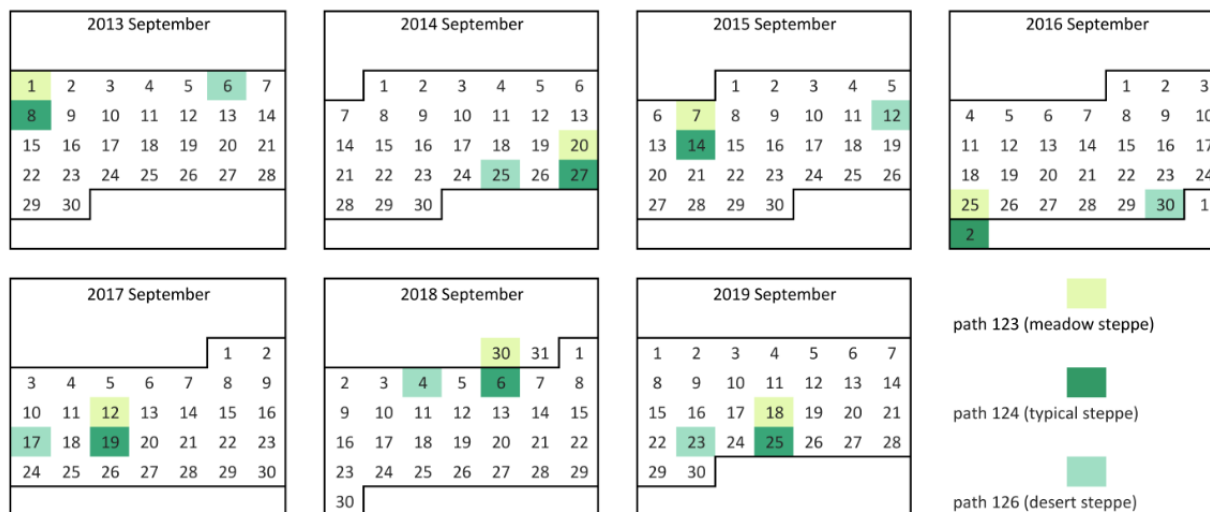 2013 September
1 2 3 4 5 6 7
8 9 10 11 12 13 14
15 16 17 18 19 20 21
22 23 24 25 26 27 28
29 30
2014 September
1 2 3 4 5 6
7 8 9 10 11 12 13
14 15 16 17 18 19 20
21 22 23 24 25 26 27
28 29 30
2015 September
1 2 3 4 5
6 7 8 9 10 11 12
13 14 15 16 17 18 19
20 21 22 23 24 25 26
27 28 29 30
2016 September
1 2 3
4 5 6 7 8 9 10
11 12 13 14 15 16 17
18 19 20 21 22 23 24
25 26 27 28 29 30 1
2
2017 September
1 2
3 4 5 6 7 8 9
10 11 12 13 14 15 16
17 18 19 20 21 22 23
24 25 26 27 28 29 30
2018 September
30 31 1
2 3 4 5 6 7 8
9 10 11 12 13 14 15
16 17 18 19 20 21 22
23 24 25 26 27 28 29
30
2019 September
1 2 3 4 5 6 7
8 9 10 11 12 13 14
15 16 17 18 19 20 21
22 23 24 25 26 27 28
29 30
path 123 (meadow steppe)
path 124 (typical steppe)
path 126 (desert steppe)